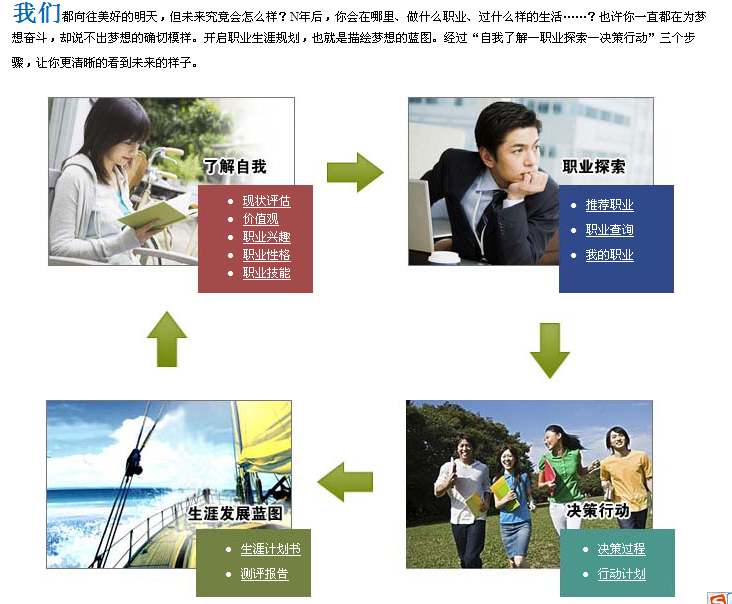 我们都向往美好的明天，但未来究竟会怎么样？N年后，你会在哪里、做什么职业、过什么样的生活……？也许你一直都在为梦
想奋斗，却说不出梦想的确切模样。开启职业生涯规划，也就是描绘梦想的蓝图。经过“自我了解—职业探索—决策行动”三个步
骤，让你更清晰的看到未来的样子。
了解自我
现状评估
价值观
职业兴趣
职业性格
职业技能
职业探索
推荐职业
职业查询
我的职业
生涯发展蓝图
生涯计划书
测评报告
决策行动
决策过程
行动计划